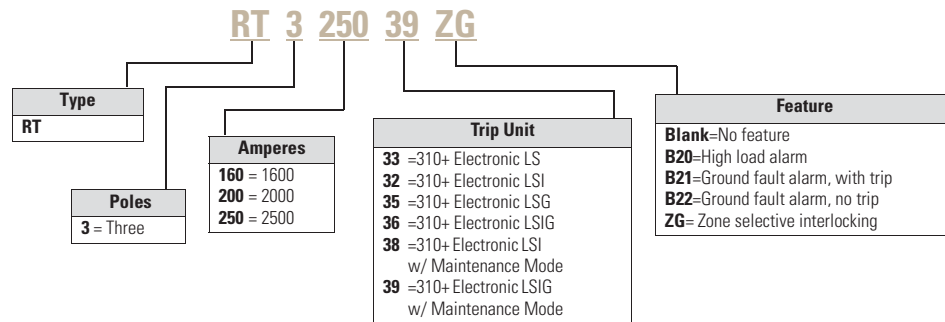 RT 3 250 39 ZG
Type
RT
Poles
3 = Three
Amperes
160 = 1600
200 = 2000
250 = 2500
Trip Unit
33 =310+ Electronic LS
32 =310+ Electronic LSI
35 =310+ Electronic LSG
36 =310+ Electronic LSIG
38 =310+ Electronic LSI
w/ Maintenance Mode
39 =310+ Electronic LSIG
w/ Maintenance Mode
Feature
Blank=No feature
B20=High load alarm
B21=Ground fault alarm, with trip
B22=Ground fault alarm, no trip
ZG= Zone selective interlocking